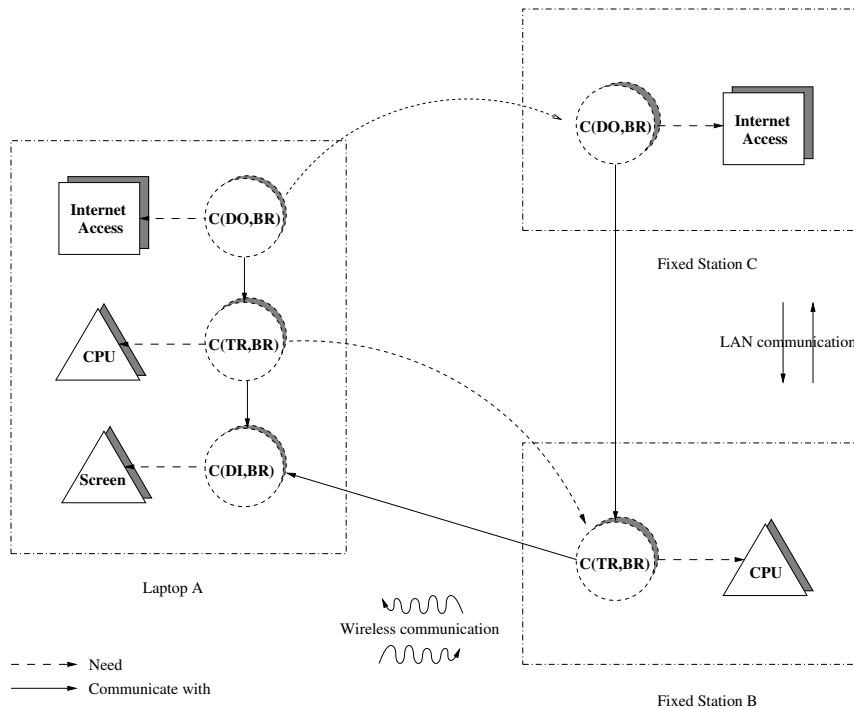 C(DO,BR)
Internet
Access
Fixed Station C
Internet
Access
C(DO,BR)
CPU
C(TR,BR)
Screen
C(DI,BR)
Laptop A
LAN communication
C(TR,BR)
CPU
Fixed Station B
Wireless communication
Need
Communicate with